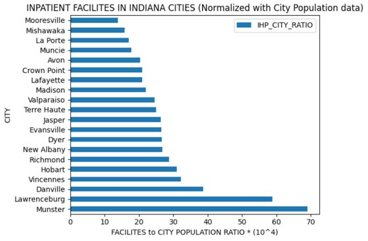 INPATIENT FACILITES IN INDIANA CITIES (Normalized with City Population data)
IHP_CITY_RATIO
CITY
Mooresville
Mishawaka
La Porte
Muncie
Avon
Crown Point
Lafayette
Madison
Valparaiso
Terre Haute
Jasper
Evansville
Dyer
New Albany
Richmond
Hobart
Vincennes
Danville
Lawrenceburg
Munster
0 10 20 30 40 50 60 70
FACILITES to CITY POPULATION RATIO * (10^4)